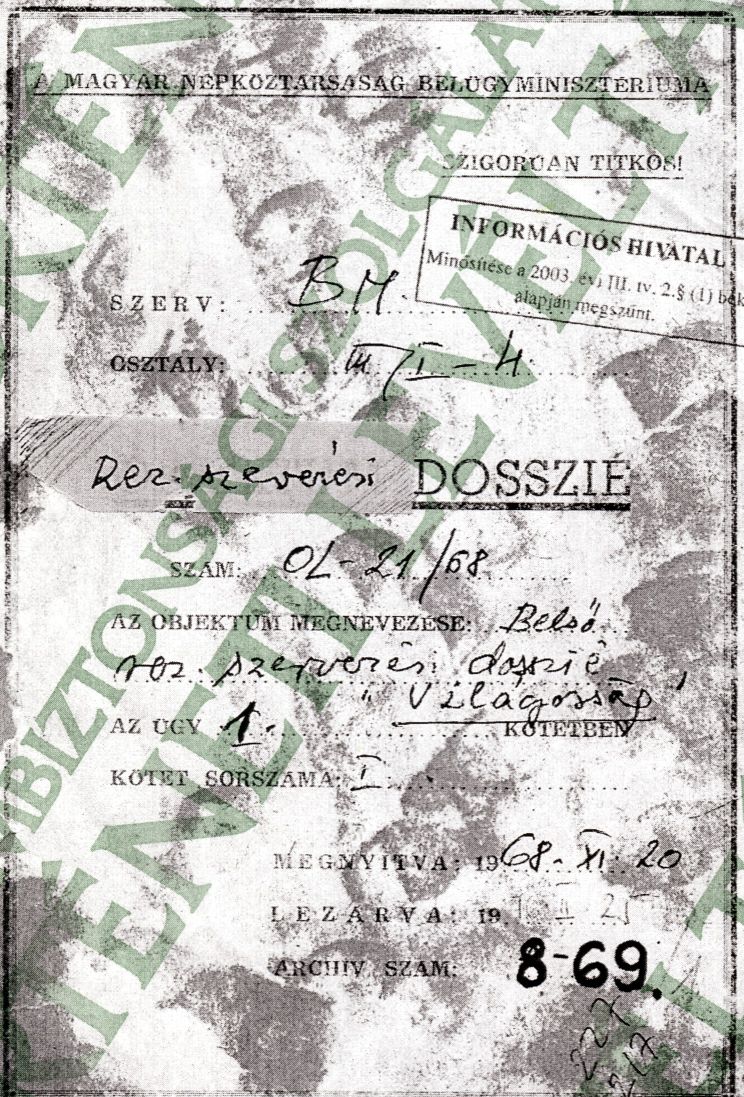 A MAGYAR NÉPKÖZTÁRSASÁG BELÜGYMINISZTÉRIUMA
SZIGORÚAN TITKOS!
INFORMÁCIÓS HIVATAL
Minősítése a 2003. évi III. tv. 2.§ (1) bek
alapján megszűnt.
SZERV: BM.
OSZTÁLY: III/I-4.
Rez. szervezési DOSSZIÉ
SZÁM: OL-21/68
AZ OBJEKTUM MEGNEVEZÉSE: Belső
rez. szervezési dosszié
"Világosság"
AZ ÜGY 1. KÖTETBEN
KÖTET SORSZÁMA: I.
MEGNYITVA: 1968. XI. 20
LEZÁRVA: 19
ARCHIV SZÁM: 8-69.
217